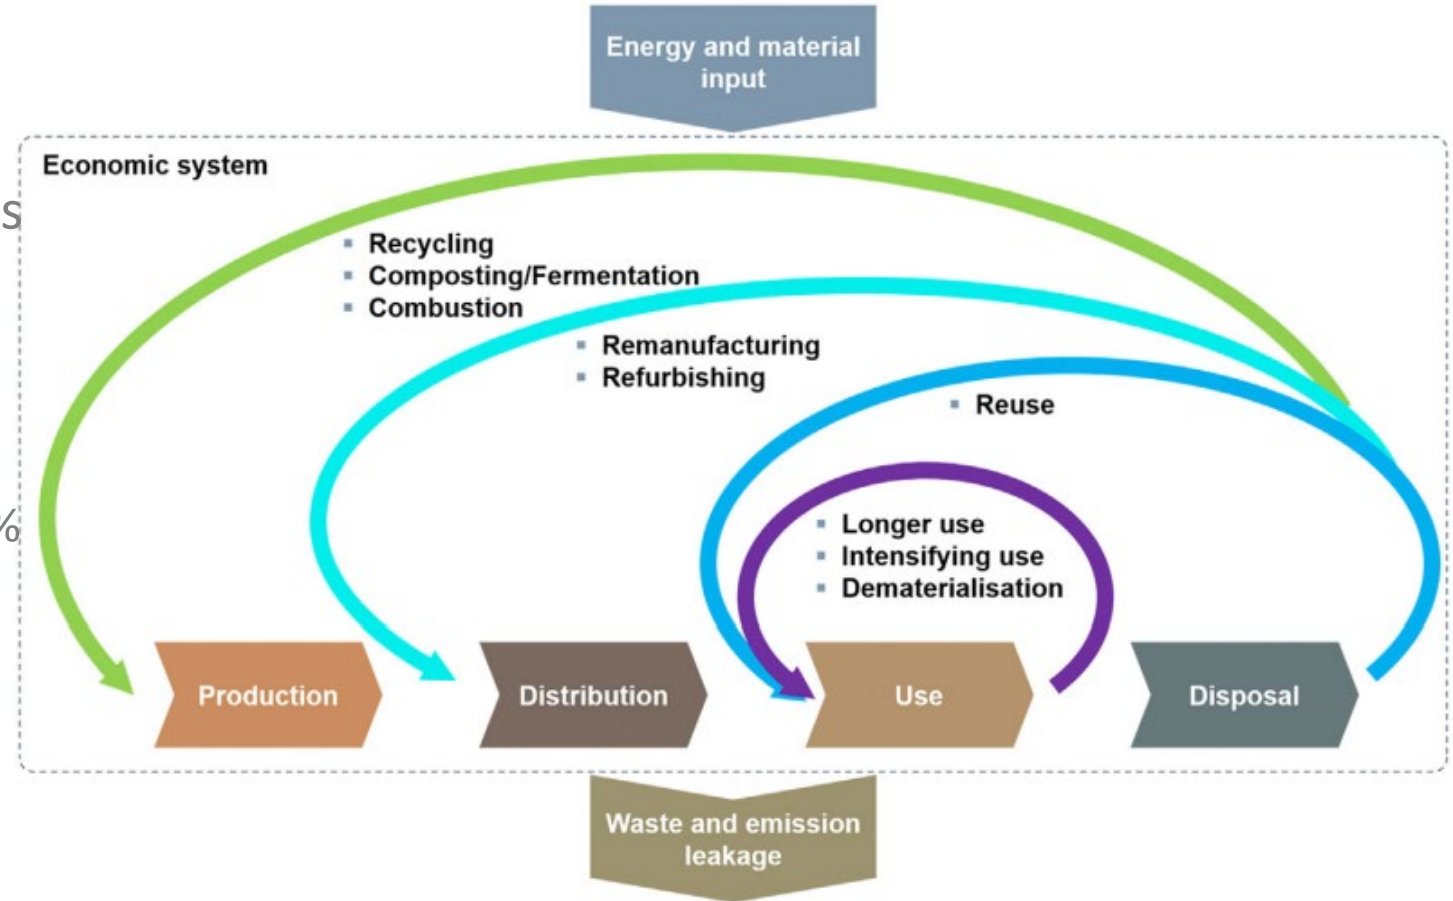 Energy and material
input
Economic system
s
▪ Recycling
▪ Composting/Fermentation
▪ Combustion
▪ Remanufacturing
▪ Refurbishing
▪ Reuse
%
▪ Longer use
▪ Intensifying use
▪ Dematerialisation
Production
Distribution
Use
Disposal
Waste and emission
leakage